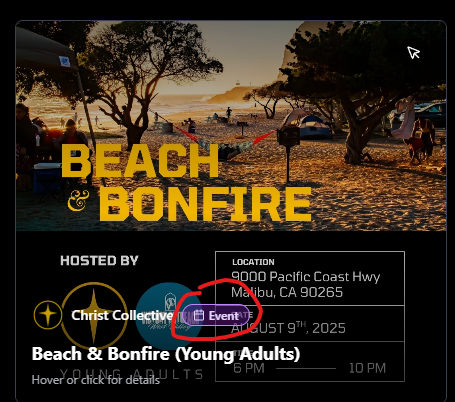 BEACH
& BONFIRE
HOSTED BY
LOCATION
9000 Pacific Coast Hwy
Malibu, CA 90265
Christ Collective
Event
AUGUST 9TH, 2025
Beach & Bonfire (Young Adults)
6 PM 10 PM
YOUNG ADULTS
Hover or click for details